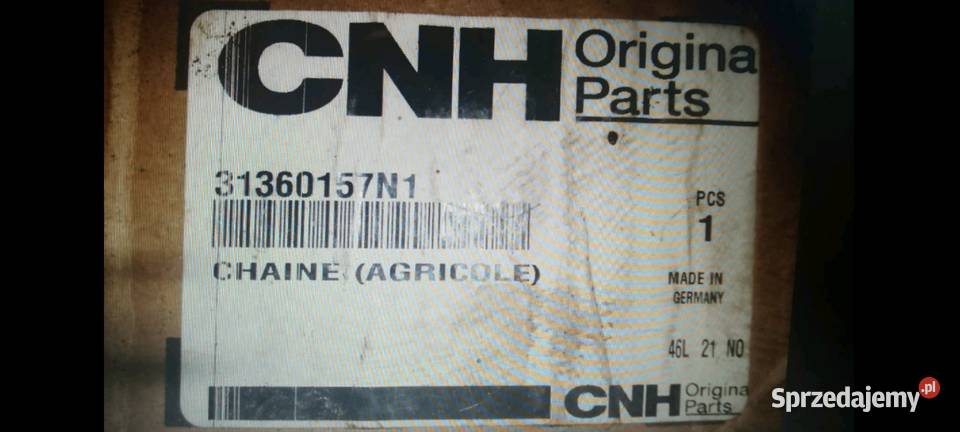 CNH Origina
Parts
31360157N1
PCS
1
CHAINE (AGRICOLE)
MADE IN
GERMANY
46L 21 NO
CNH Origina
Parts
Sprzedajemy.pl